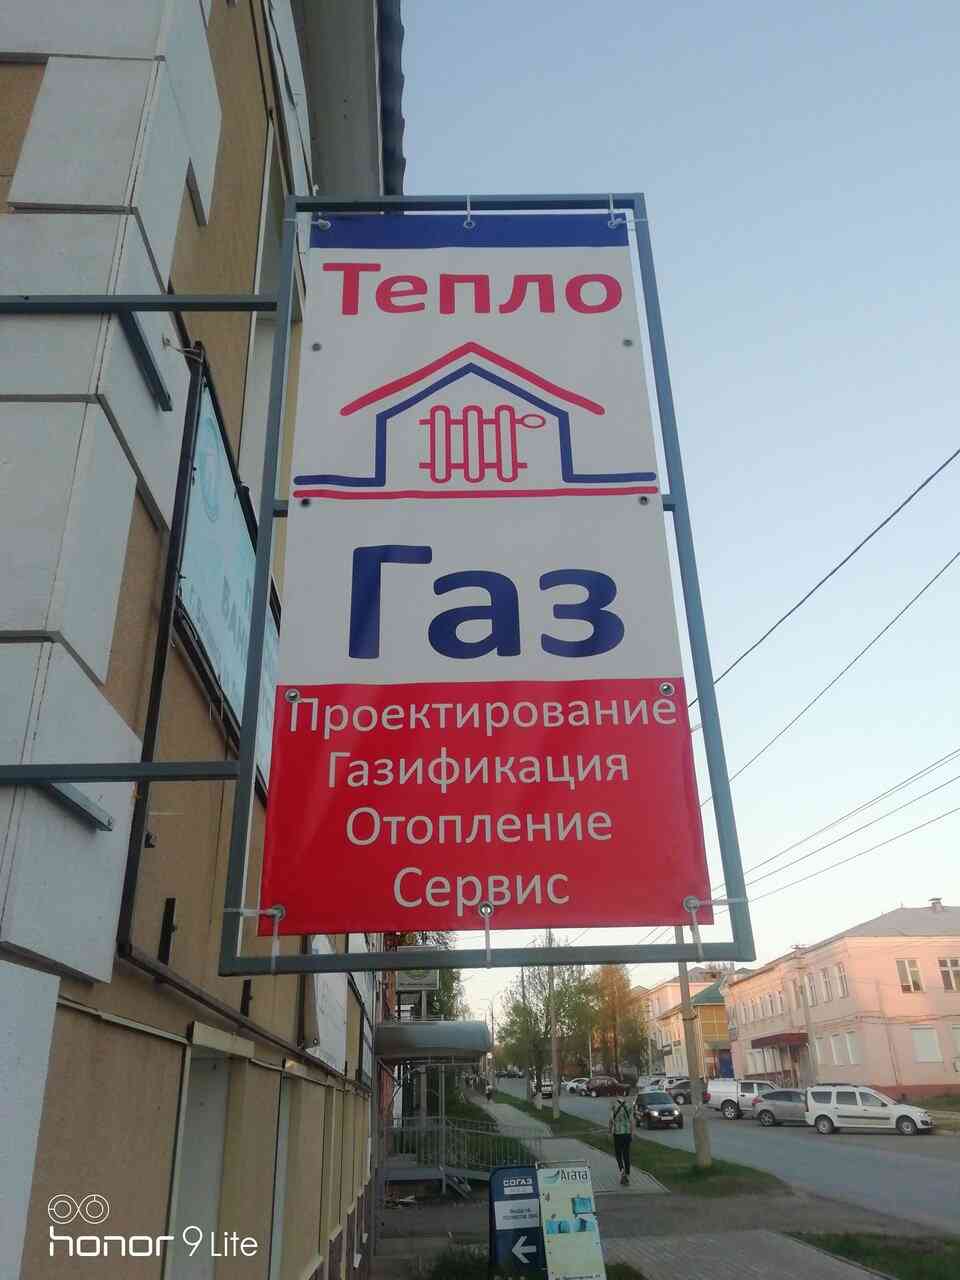 Тепло
Газ
Проектирование
Газификация
Отопление
Сервис
СОГАЗ
Агата
honor 9 Lite